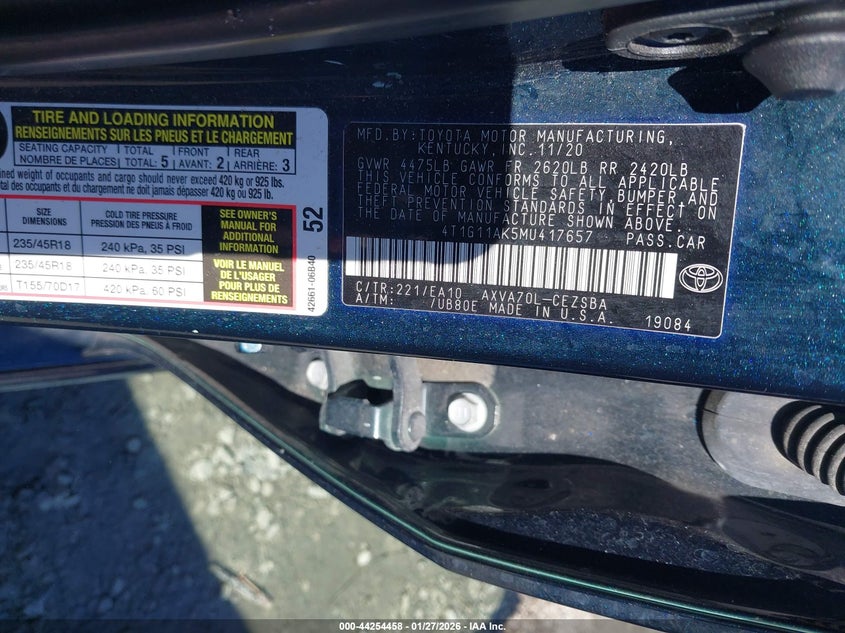 TIRE AND LOADING INFORMATION
RENSEIGNEMENTS SUR LES PNEUS ET LE CHARGEMENT
SEATING CAPACITY TOTAL FRONT REAR
NOMBRE DE PLACES: TOTAL 5 AVANT: 2 ARRIÈRE: 3
weight of occupants and cargo should never exceed 420 kg or 925 lbs.
total des occupants et du chargement ne doit jamais dépasser 420 kg ou 925 lb.
SIZE COLD TIRE PRESSURE
DIMENSIONS PRESSION DES PNEUS À FROID
235/45R18 240 kPa, 35 PSI
235/45R18 240 kPa, 35 PSI
T155/70D17 420 kPa, 60 PSI
SEE OWNER'S
MANUAL FOR
ADDITIONAL
INFORMATION
VOIR LE MANUEL
DE L'USAGER
POUR PLUS DE
RENSEIGNEMENTS
52
42661-06B40
MFD. BY: TOYOTA MOTOR MANUFACTURING,
KENTUCKY, INC. 11/20
GVWR 4475LB GAWR FR 2620LB RR 2420LB
THIS VEHICLE CONFORMS TO ALL APPLICABLE
FEDERAL MOTOR VEHICLE SAFETY, BUMPER AND
THEFT PREVENTION STANDARDS IN EFFECT ON
THE DATE OF MANUFACTURE SHOWN ABOVE.
4T1G11AK5MU417657 PASS.CAR
C/TR:221/EA10 AXVA70L-CEZSBA
A/TM: /UB80E MADE IN U.S.A.
19084
000-44254458 | 01/27/2026 - IAA Inc.